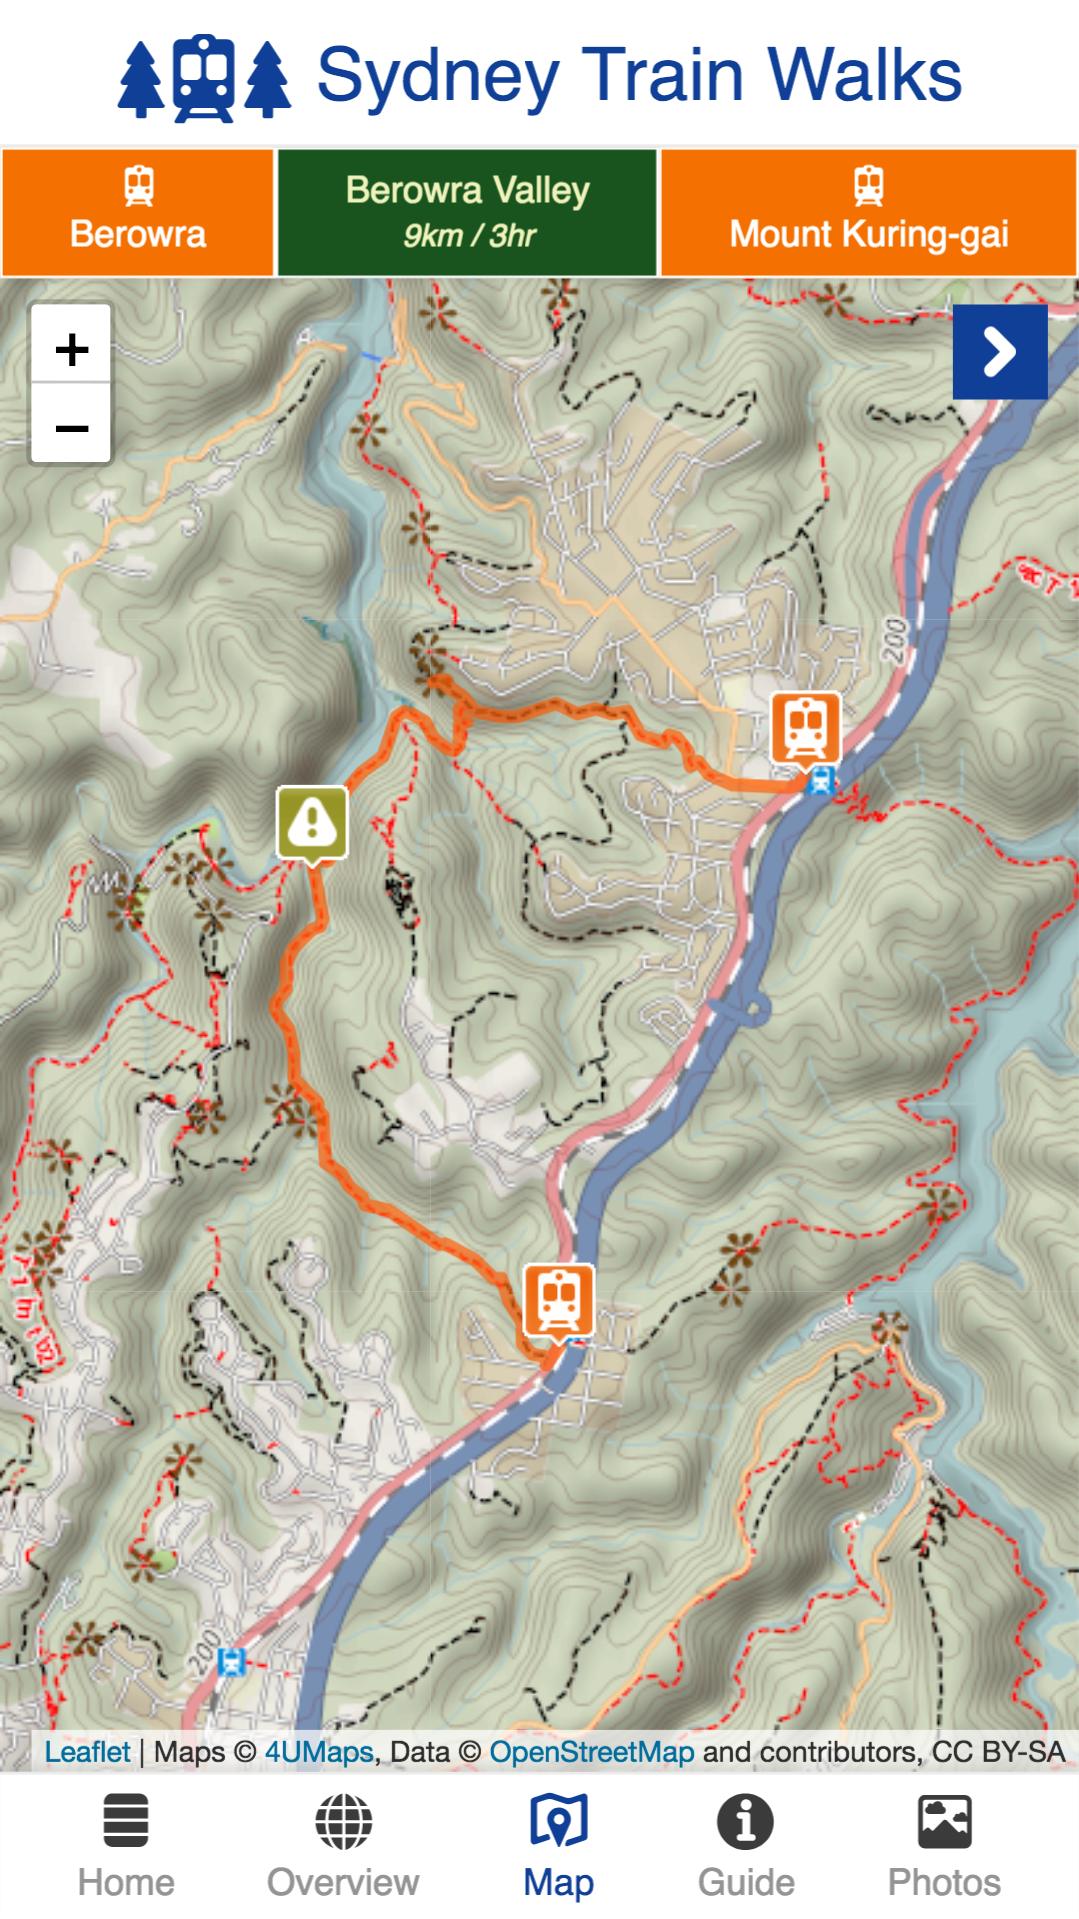 Sydney Train Walks
Berowra
Berowra Valley
9km / 3hr
Mount Kuring-gai
+
−
200
200
Leaflet | Maps © 4UMaps, Data © OpenStreetMap and contributors, CC BY-SA
Home
Overview
Map
Guide
Photos